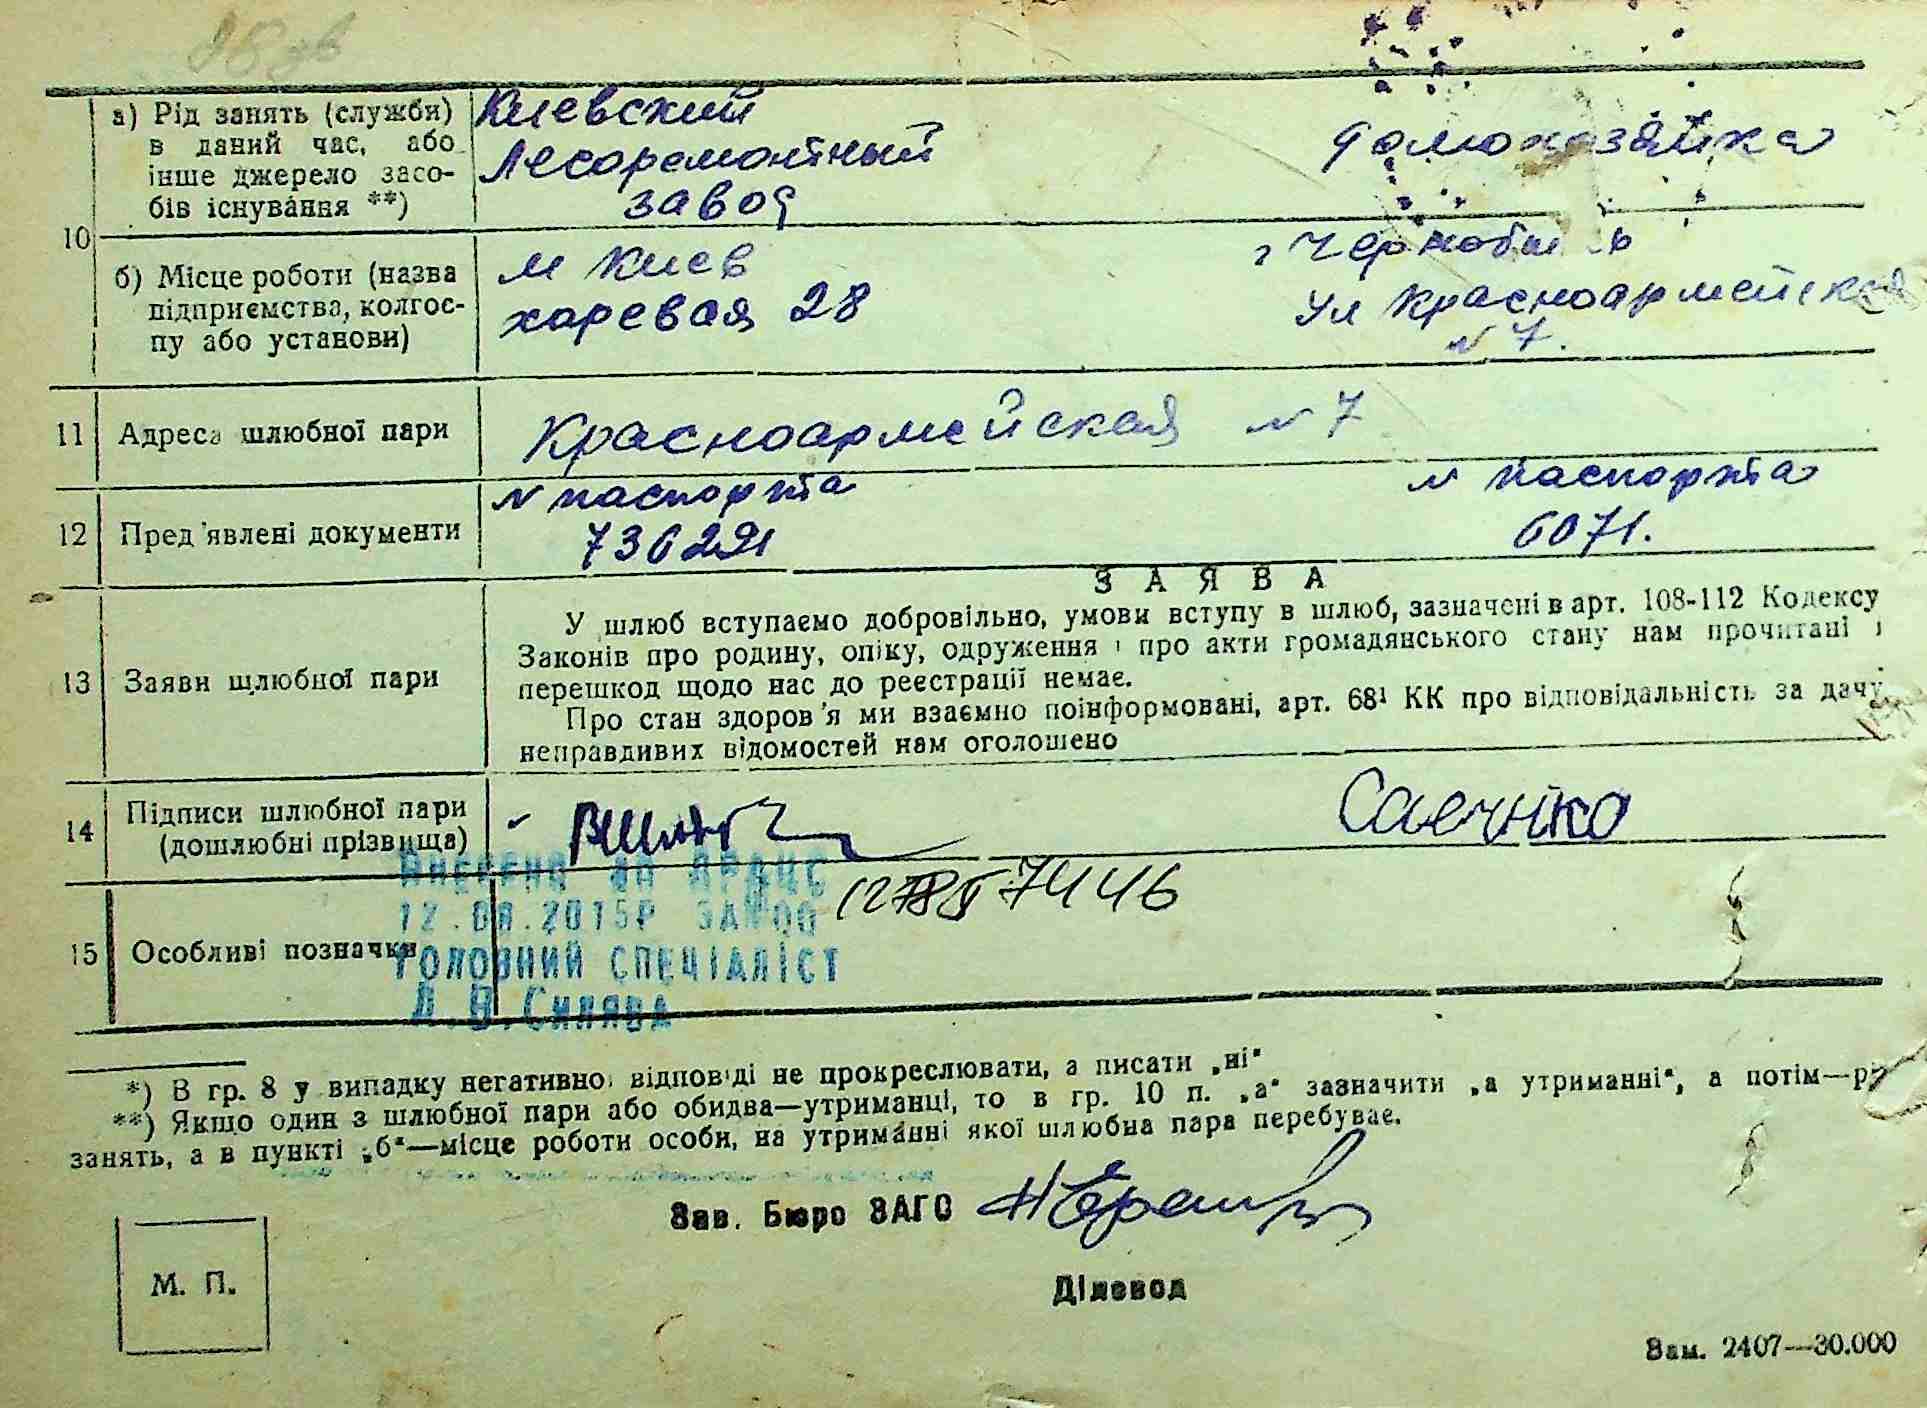 10
а) Рід занять (служби)
в даний час, або
інше джерело засо-
бів існування **)
Киевский
Лесоремонтный
завод
домохозяйка
б) Місце роботи (назва
підприємства, колгос-
пу або установи)
м Киев
харевая 28
г Чернобыль
ул Красноармейская
N 7.
11 Адреса шлюбної пари
Красноармейская N 7
12 Пред'явлені документи
N паспорта
736291
N паспорта
6071.
13 Заяви шлюбної пари
ЗАЯВА
У шлюб вступаємо добровільно, умови вступу в шлюб, зазначені в арт. 108-112 Кодексу
Законів про родину, опіку, одруження і про акти громадянського стану нам прочитані і
перешкод щодо нас до реєстрації немає.
Про стан здоров'я ми взаємно поінформовані, арт. 68¹ КК про відповідальність за дачу
неправдивих відомостей нам оголошено
14 Підписи шлюбної пари
(дошлюбні прізвища)
Савченко
15 Особливі позначки
Внесено до ДРАЦС
12.08.2015р
ГОЛОВНИЙ СПЕЦІАЛІСТ
Л.В.Синява
7446
*) В гр. 8 у випадку негативної відповіді не прокреслювати, а писати „ні"
**) Якщо один з шлюбної пари або обидва—утриманці, то в гр. 10 п. „а" зазначити „а утриманні", а потім—рід
занять, а в пункті „б"—місце роботи особи, на утриманні якої шлюбна пара перебуває.
Зав. Бюро ЗАГС
М. П.
Діловод
Зам. 2407—30.000